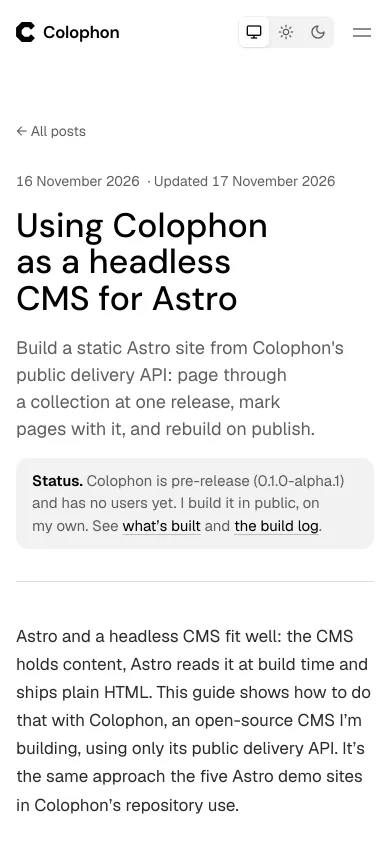 Colophon
← All posts
16 November 2026 · Updated 17 November 2026
Using Colophon
as a headless
CMS for Astro
Build a static Astro site from Colophon's
public delivery API: page through
a collection at one release, mark
pages with it, and rebuild on publish.
Status. Colophon is pre-release (0.1.0-alpha.1)
and has no users yet. I build it in public, on
my own. See what’s built and the build log.
Astro and a headless CMS fit well: the CMS
holds content, Astro reads it at build time and
ships plain HTML. This guide shows how to do
that with Colophon, an open-source CMS I’m
building, using only its public delivery API. It’s
the same approach the five Astro demo sites
in Colophon’s repository use.